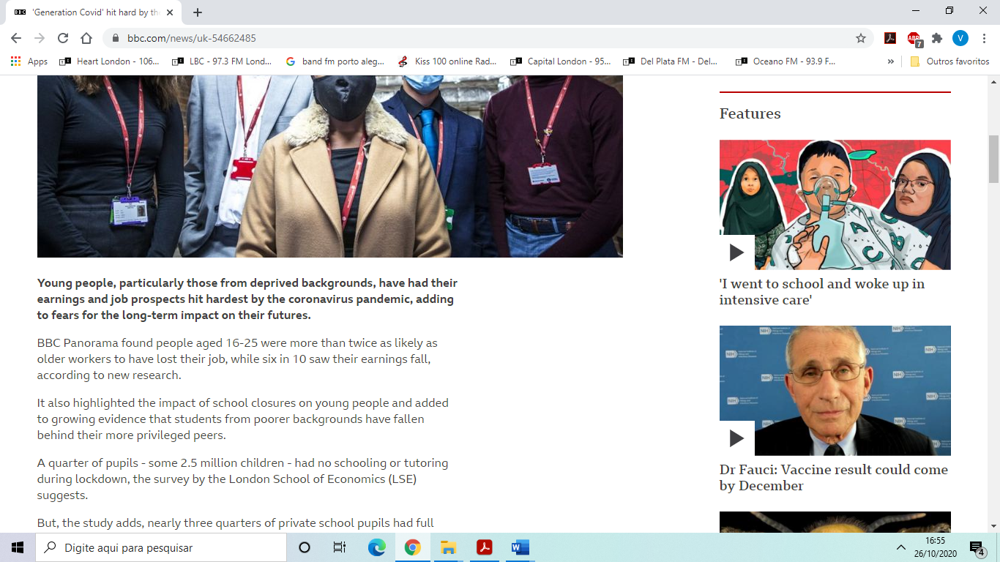 BBC
'Generation Covid' hit hard by th
bbc.com/news/uk-54662485
ABP
7
V
Apps
Heart London - 106...
LBC - 97.3 FM Lond...
band fm porto aleg...
Kiss 100 online Rad...
Capital London - 95...
Del Plata FM - Del...
Oceano FM - 93.9 F...
»
Outros favoritos
Young people, particularly those from deprived backgrounds, have had their
earnings and job prospects hit hardest by the coronavirus pandemic, adding
to fears for the long-term impact on their futures.
BBC Panorama found people aged 16-25 were more than twice as likely as
older workers to have lost their job, while six in 10 saw their earnings fall,
according to new research.
It also highlighted the impact of school closures on young people and added
to growing evidence that students from poorer backgrounds have fallen
behind their more privileged peers.
A quarter of pupils - some 2.5 million children - had no schooling or tutoring
during lockdown, the survey by the London School of Economics (LSE)
suggests.
But, the study adds, nearly three quarters of private school pupils had full
Features
A
C
'I went to school and woke up in
intensive care'
NIH
NIH
NIH
NIH
Dr Fauci: Vaccine result could come
by December
Digite aqui para pesquisar
W
16:55
26/10/2020
4